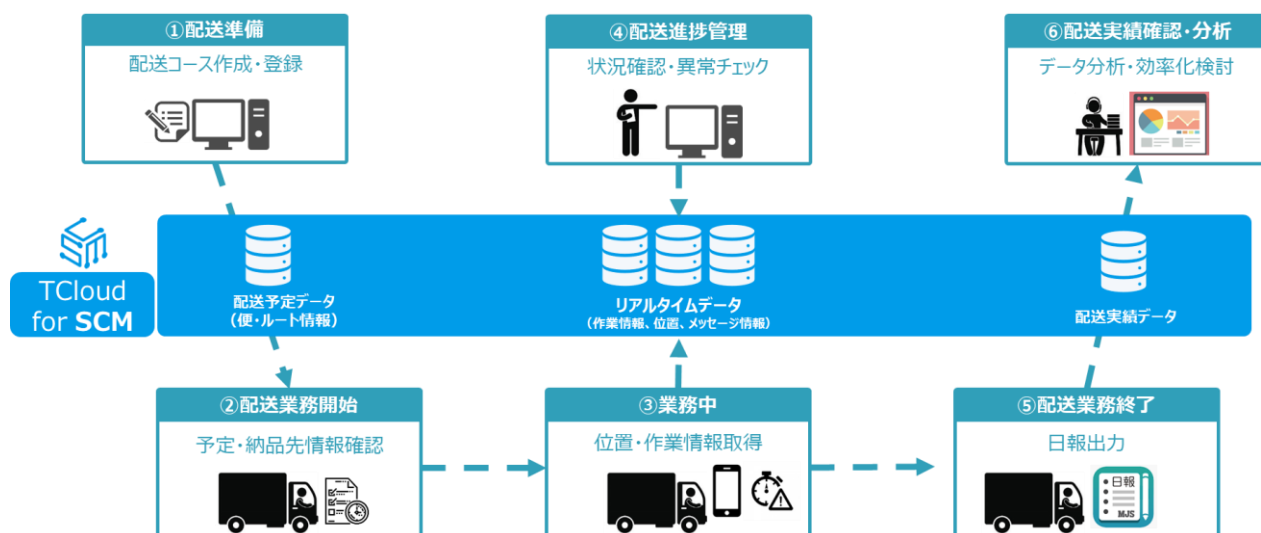 ①配送準備
配送コース作成・登録
④配送進捗管理
状況確認・異常チェック
⑥配送実績確認・分析
データ分析・効率化検討
TCloud
for SCM
配送予定データ
（便・ルート情報）
リアルタイムデータ
（作業情報、位置、メッセージ情報）
配送実績データ
②配送業務開始
予定・納品先情報確認
③業務中
位置・作業情報取得
⑤配送業務終了
日報出力
日報
MJS